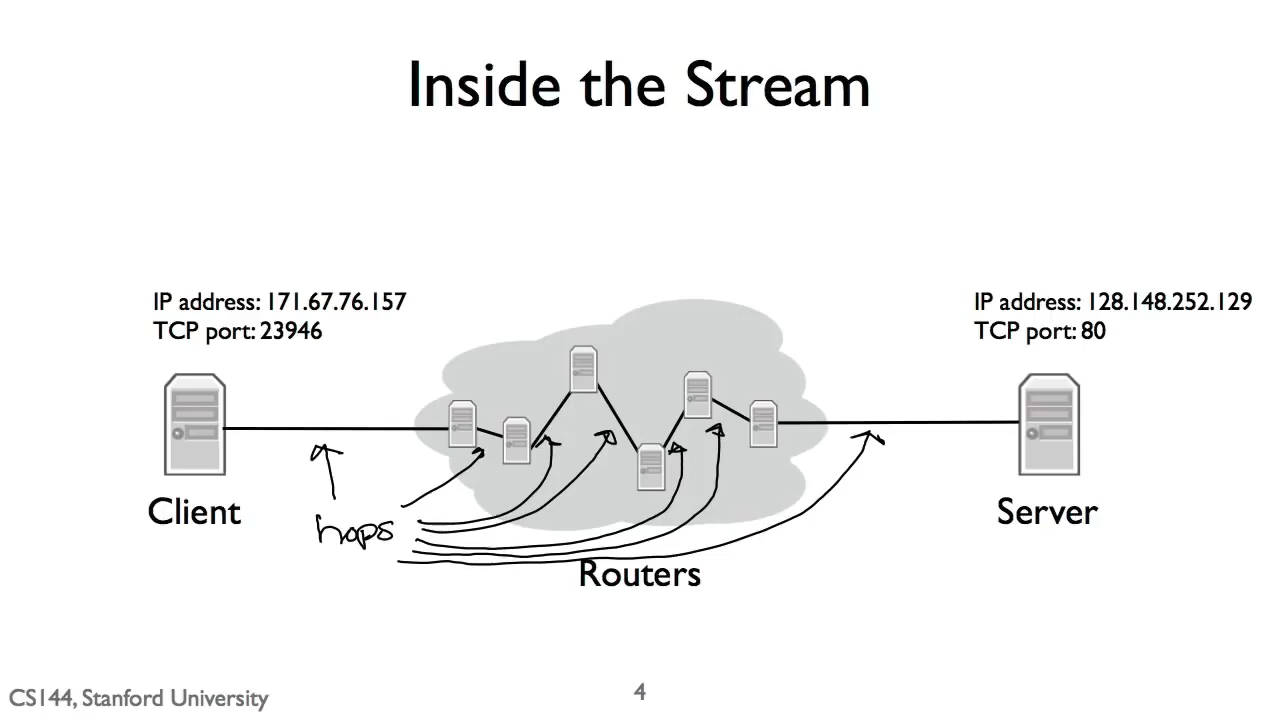 Inside the Stream
IP address: 171.67.76.157
TCP port: 23946
IP address: 128.148.252.129
TCP port: 80
Client
Server
hops
Routers
CS144, Stanford University
4